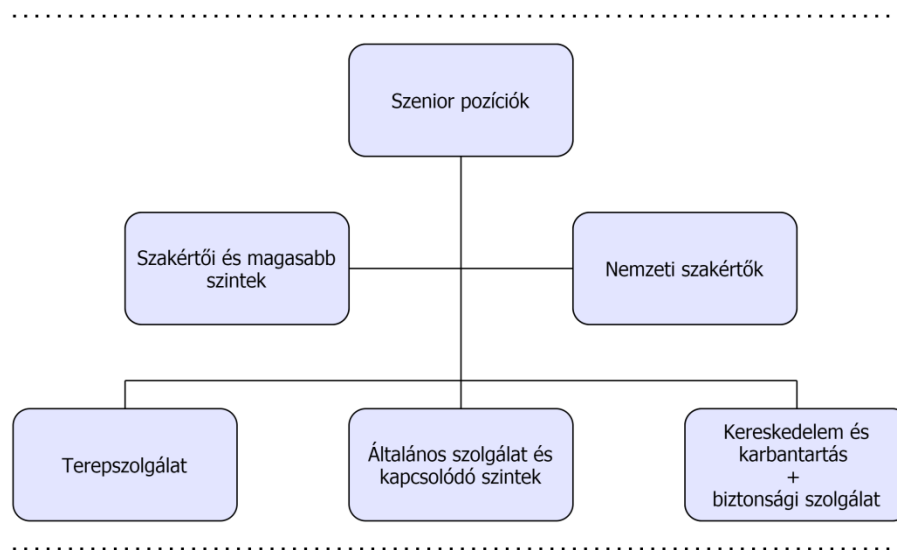 Szenior pozíciók
Szakértői és magasabb
szintek
Nemzeti szakértők
Terepszolgálat
Általános szolgálat és
kapcsolódó szintek
Kereskedelem és
karbantartás
+
biztonsági szolgálat